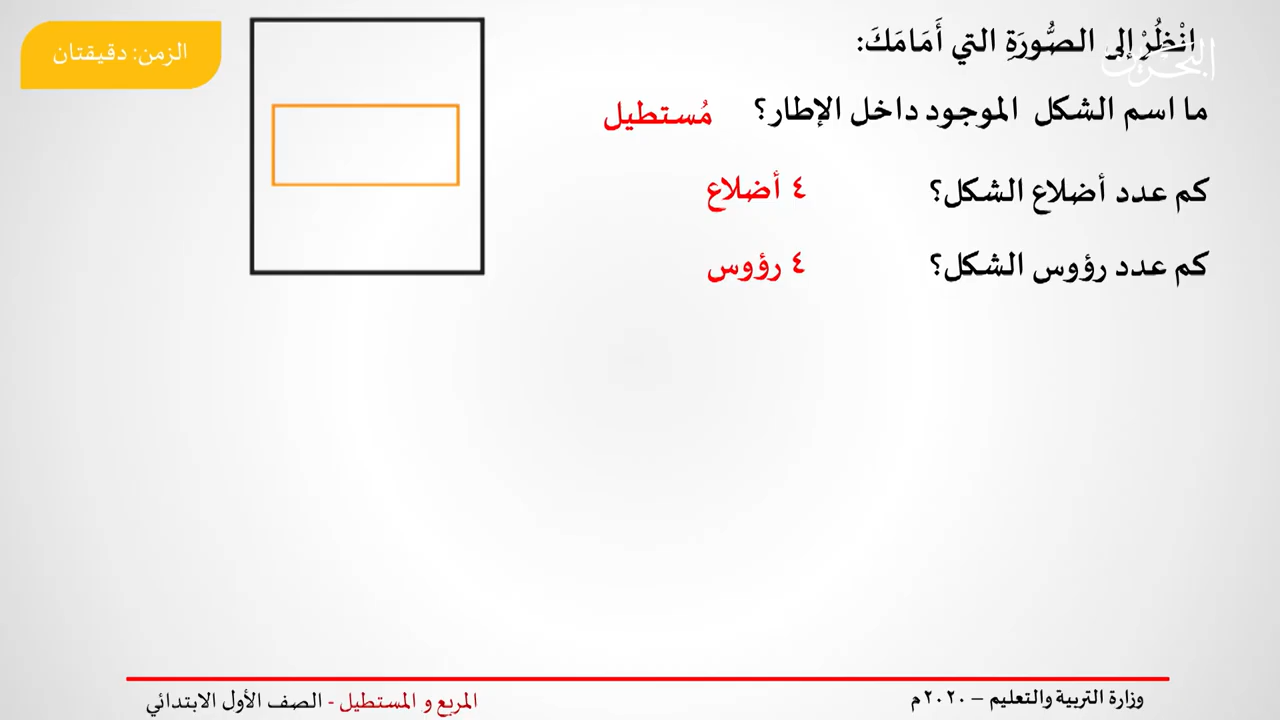 انْظُرْ إلى الصُّورَةِ التي أَمَامَكَ:
الزمن: دقيقتان
البحرين
ما اسم الشكل الموجود داخل الإطار؟ مُستطيل
كم عدد أضلاع الشكل؟ ٤ أضلاع
كم عدد رؤوس الشكل؟ ٤ رؤوس
وزارة التربية والتعليم – ٢٠٢٠م
المربع و المستطيل - الصف الأول الابتدائي